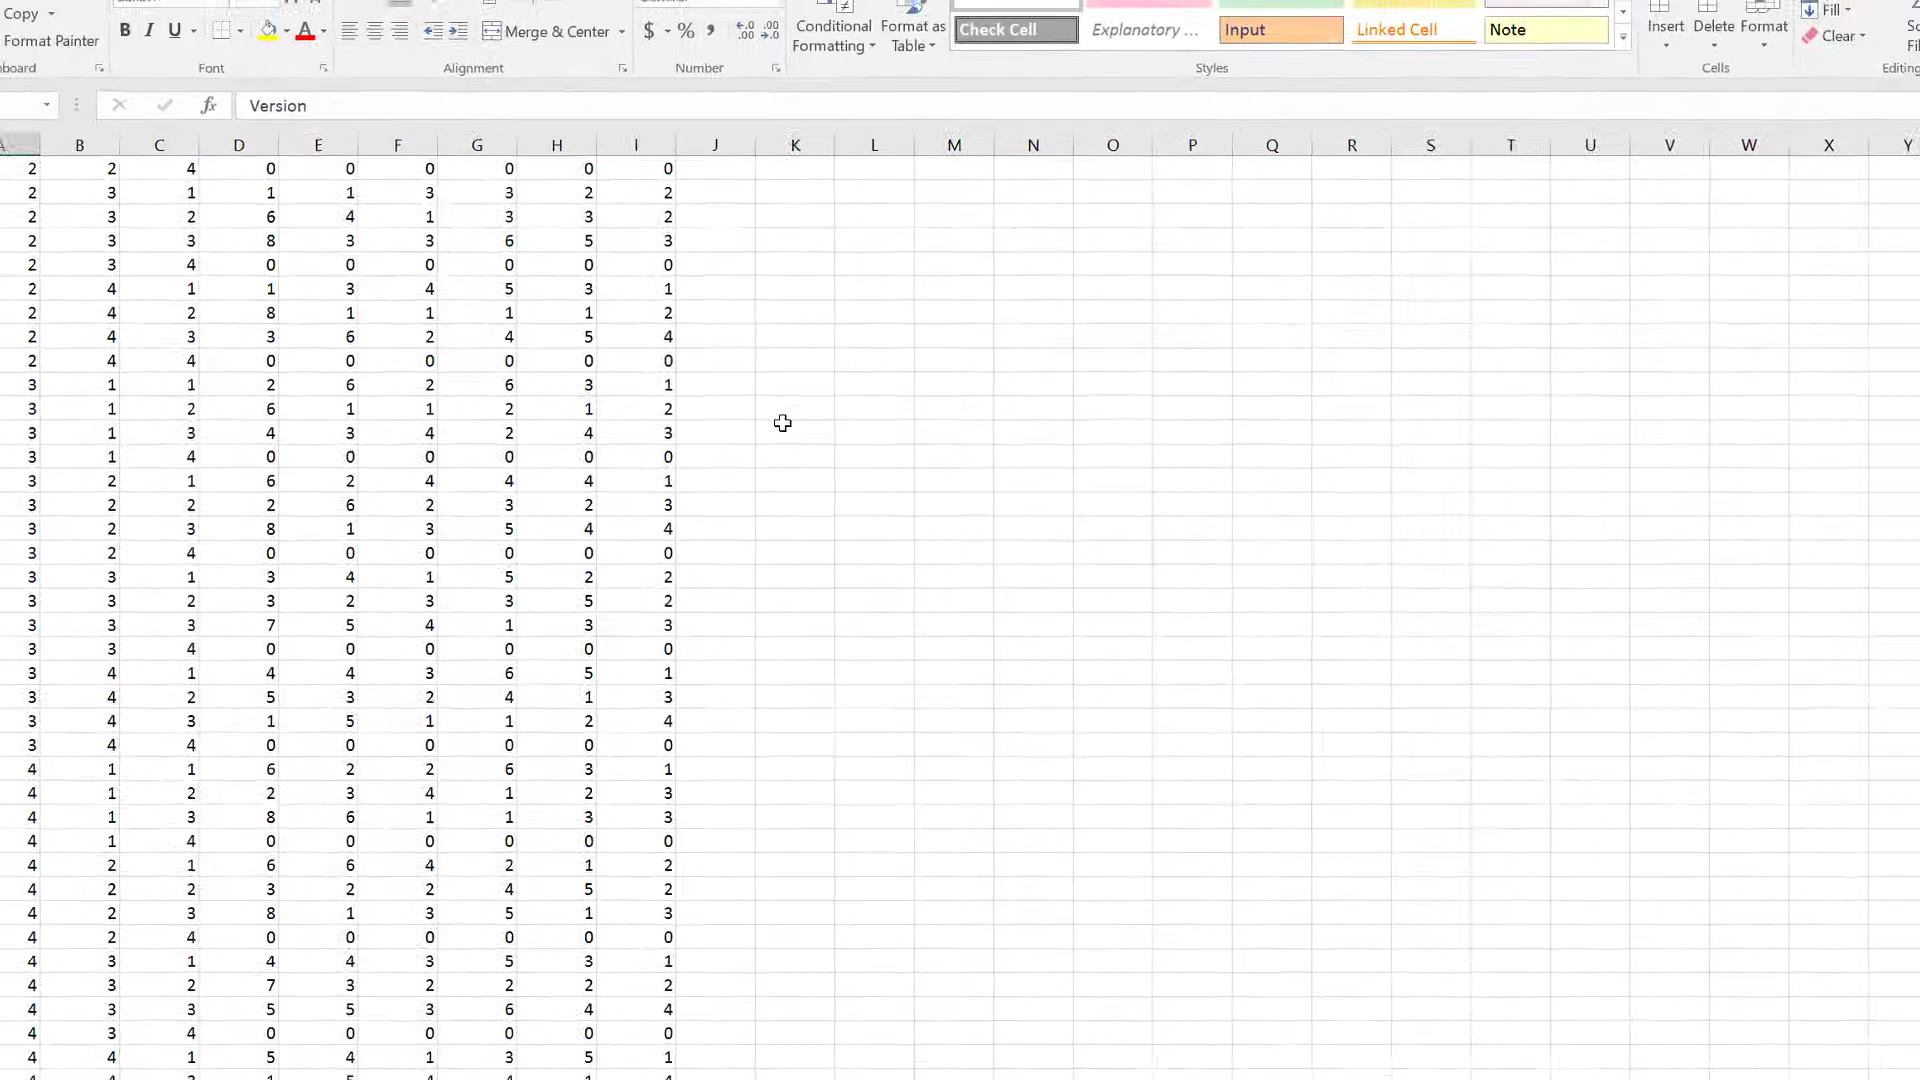 Copy
Format Painter
B I U Merge & Center $ % , Conditional Formatting Format as Table Check Cell Explanatory ... Input Linked Cell Note Insert Delete Format Fill Clear
Font Alignment Number Styles Cells Editing
fx Version
A B C D E F G H I J K L M N O P Q R S T U V W X Y
2 2 4 0 0 0 0 0 0
2 3 1 1 1 3 3 2 2
2 3 2 6 4 1 3 3 2
2 3 3 8 3 3 6 5 3
2 3 4 0 0 0 0 0 0
2 4 1 1 3 4 5 3 1
2 4 2 8 1 1 1 1 2
2 4 3 3 6 2 4 5 4
2 4 4 0 0 0 0 0 0
3 1 1 2 6 2 6 3 1
3 1 2 6 1 1 2 1 2
3 1 3 4 3 4 2 4 3
3 1 4 0 0 0 0 0 0
3 2 1 6 2 4 4 4 1
3 2 2 2 6 2 3 2 3
3 2 3 8 1 3 5 4 4
3 2 4 0 0 0 0 0 0
3 3 1 3 4 1 5 2 2
3 3 2 3 2 3 3 5 2
3 3 3 7 5 4 1 3 3
3 3 4 0 0 0 0 0 0
3 4 1 4 4 3 6 5 1
3 4 2 5 3 2 4 1 3
3 4 3 1 5 1 1 2 4
3 4 4 0 0 0 0 0 0
4 1 1 6 2 2 6 3 1
4 1 2 2 3 4 1 2 3
4 1 3 8 6 1 1 3 3
4 1 4 0 0 0 0 0 0
4 2 1 6 6 4 2 1 2
4 2 2 3 2 2 4 5 2
4 2 3 8 1 3 5 1 3
4 2 4 0 0 0 0 0 0
4 3 1 4 4 3 5 3 1
4 3 2 7 3 2 2 2 2
4 3 3 5 5 3 6 4 4
4 3 4 0 0 0 0 0 0
4 4 1 5 4 1 3 5 1